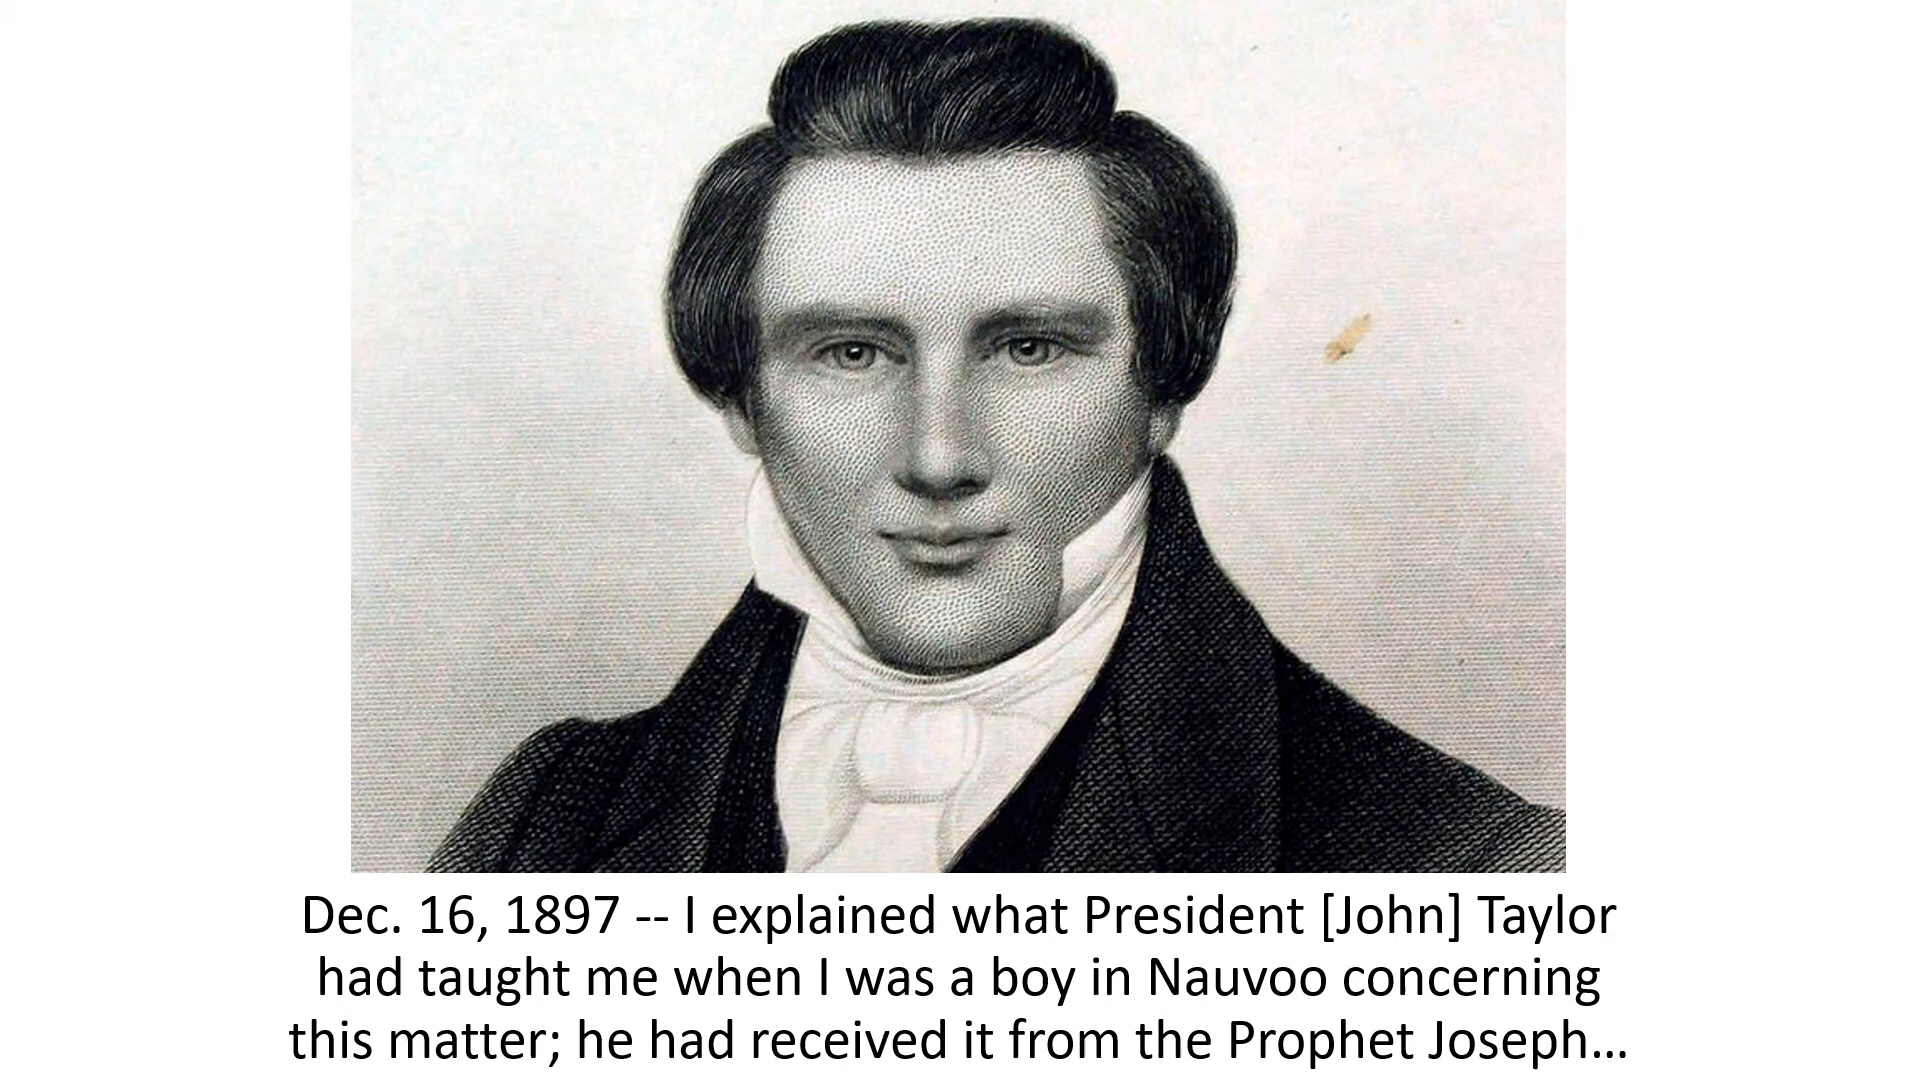 Dec. 16, 1897 -- I explained what President [John] Taylor
had taught me when I was a boy in Nauvoo concerning
this matter; he had received it from the Prophet Joseph…